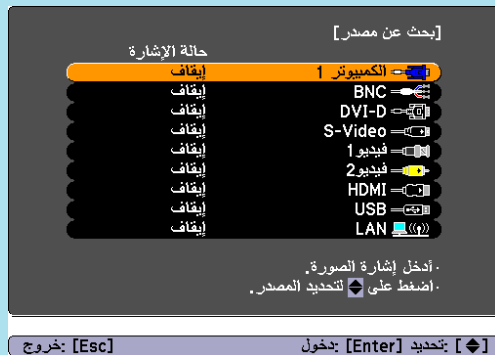 [بحث عن مصدر]
حالة الإشارة
الكمبيوتر 1 إيقاف
BNC إيقاف
DVI-D إيقاف
S-Video إيقاف
فيديو1 إيقاف
فيديو2 إيقاف
HDMI إيقاف
USB إيقاف
LAN إيقاف
·أدخل إشارة الصورة.
·اضغط على لتحديد المصدر.
[ ] :تحديد [Enter] :دخول [Esc] :خروج